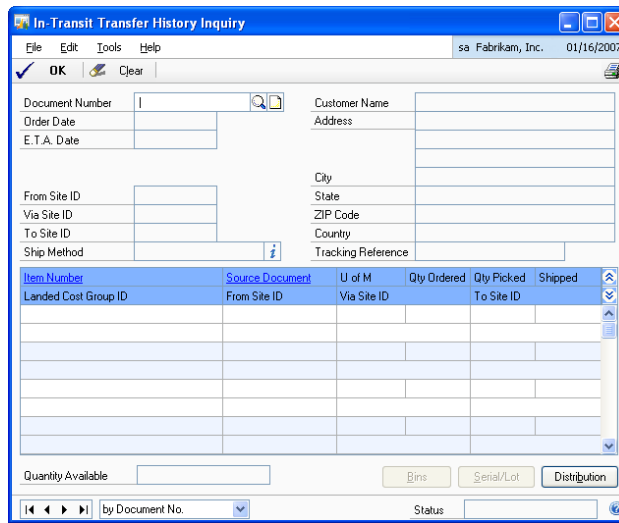 In-Transit Transfer History Inquiry
File Edit Tools Help sa Fabrikam, Inc. 01/16/2007
OK Clear
Document Number Customer Name
Order Date Address
E.T.A. Date
City
From Site ID State
Via Site ID ZIP Code
To Site ID Country
Ship Method i Tracking Reference
Item Number Source Document U of M Qty Ordered Qty Picked Shipped
Landed Cost Group ID From Site ID Via Site ID To Site ID
Quantity Available Bins Serial/Lot Distribution
by Document No. Status